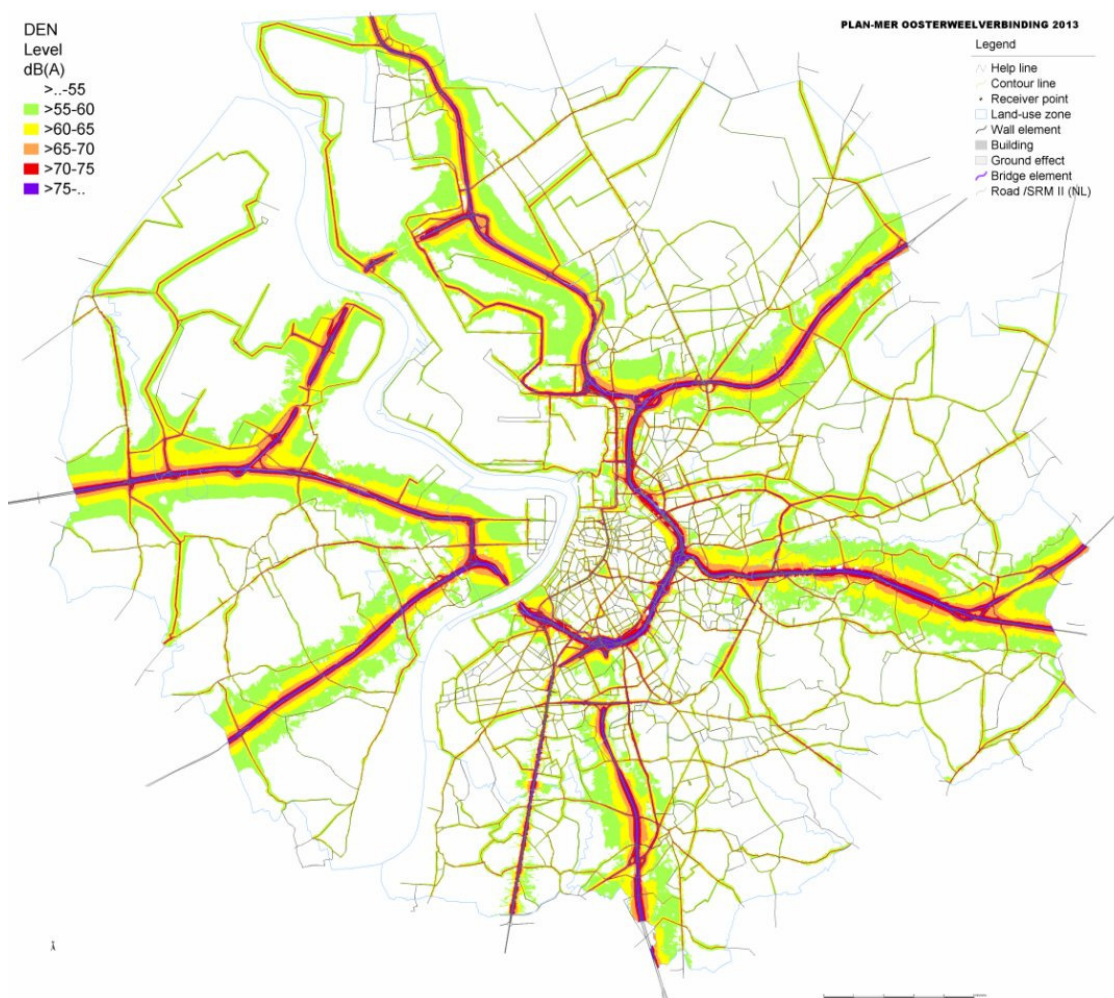 DEN
Level
dB(A)
>..-55
>55-60
>60-65
>65-70
>70-75
>75-..
PLAN-MER OOSTERWEELVERBINDING 2013
Legend
Help line
Contour line
Receiver point
Land-use zone
Wall element
Building
Ground effect
Bridge element
Road /SRM II (NL)